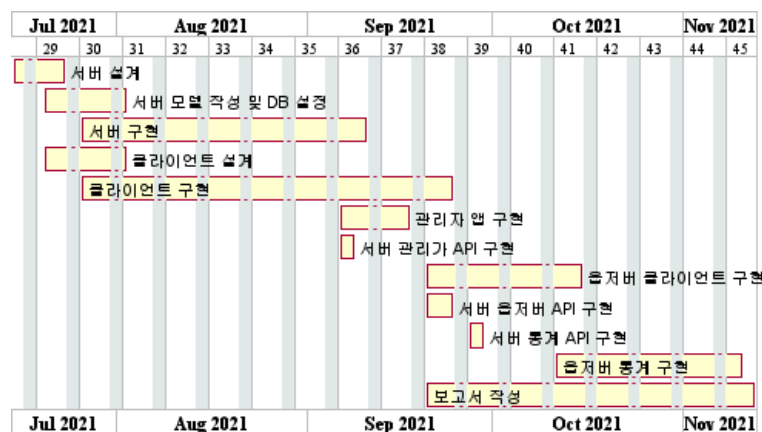 Jul 2021 Aug 2021 Sep 2021 Oct 2021 Nov 2021
29 30 31 32 33 34 35 36 37 38 39 40 41 42 43 44 45
서버 설계
서버 모델 작성 및 DB 설정
서버 구현
클라이언트 설계
클라이언트 구현
관리자 앱 구현
서버 관리가 API 구현
옵저버 클라이언트 구현
서버 옵저버 API 구현
서버 통계 API 구현
옵저버 통계 구현
보고서 작성
Jul 2021 Aug 2021 Sep 2021 Oct 2021 Nov 2021